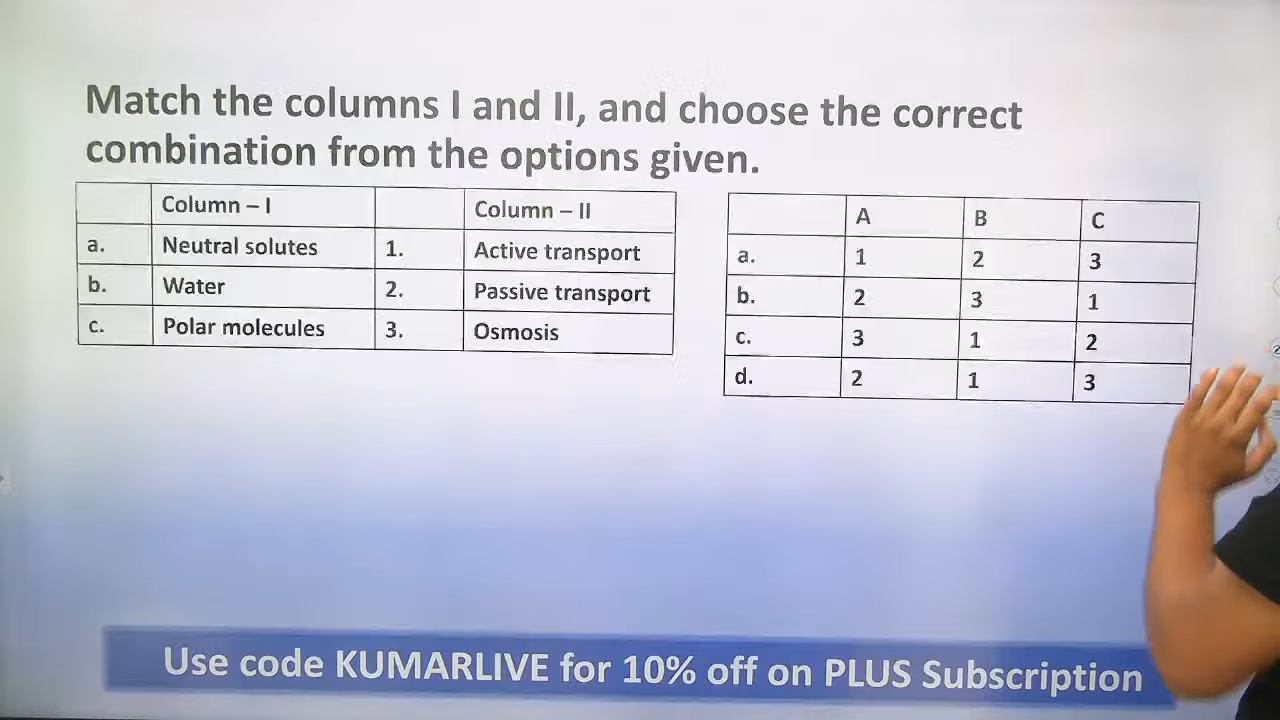 Match the columns I and II, and choose the correct
combination from the options given.
Column – I Column – II
a. Neutral solutes 1. Active transport
b. Water 2. Passive transport
c. Polar molecules 3. Osmosis
A B C
a. 1 2 3
b. 2 3 1
c. 3 1 2
d. 2 1 3
Use code KUMARLIVE for 10% off on PLUS Subscription